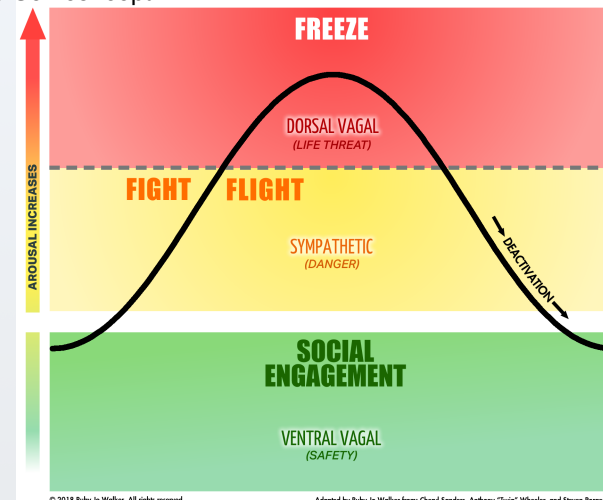 FREEZE
DORSAL VAGAL
(LIFE THREAT)
FIGHT FLIGHT
AROUSAL INCREASES
SYMPATHETIC
(DANGER)
DEACTIVATION
SOCIAL
ENGAGEMENT
VENTRAL VAGAL
(SAFETY)
© 2018 Ruby Jo Walker. All rights reserved.
Adapted by Ruby Jo Walker from: Cheryl Sanders, Anthony "Twig" Wheeler, and Steven